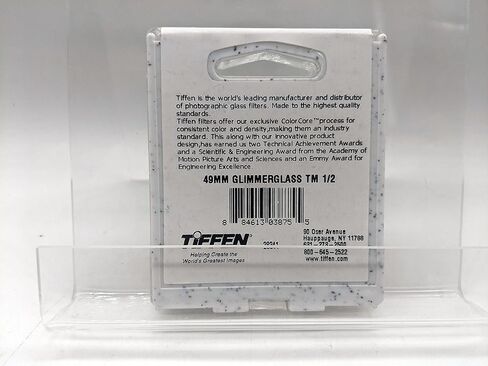 Tiffen is the world's leading manufacturer and distributor
of photographic glass filters. Made to the highest quality
standards.
Tiffen filters offer our exclusive ColorCore™process for
consistent color and density,making them an industry
standard. This along with our innovative product
design,has earned us two Technical Achievement Awards
and a Scientific & Engineering Award from the Academy of
Motion Picture Arts and Sciences and an Emmy Award for
Engineering Excellence.
49MM GLIMMERGLASS TM 1/2
8 84613 03875 5
TIFFEN
Helping Create the
World's Greatest Images
90 Oser Avenue
Hauppauge, NY 11788
631-273-2500
800-645-2522
www.tiffen.com